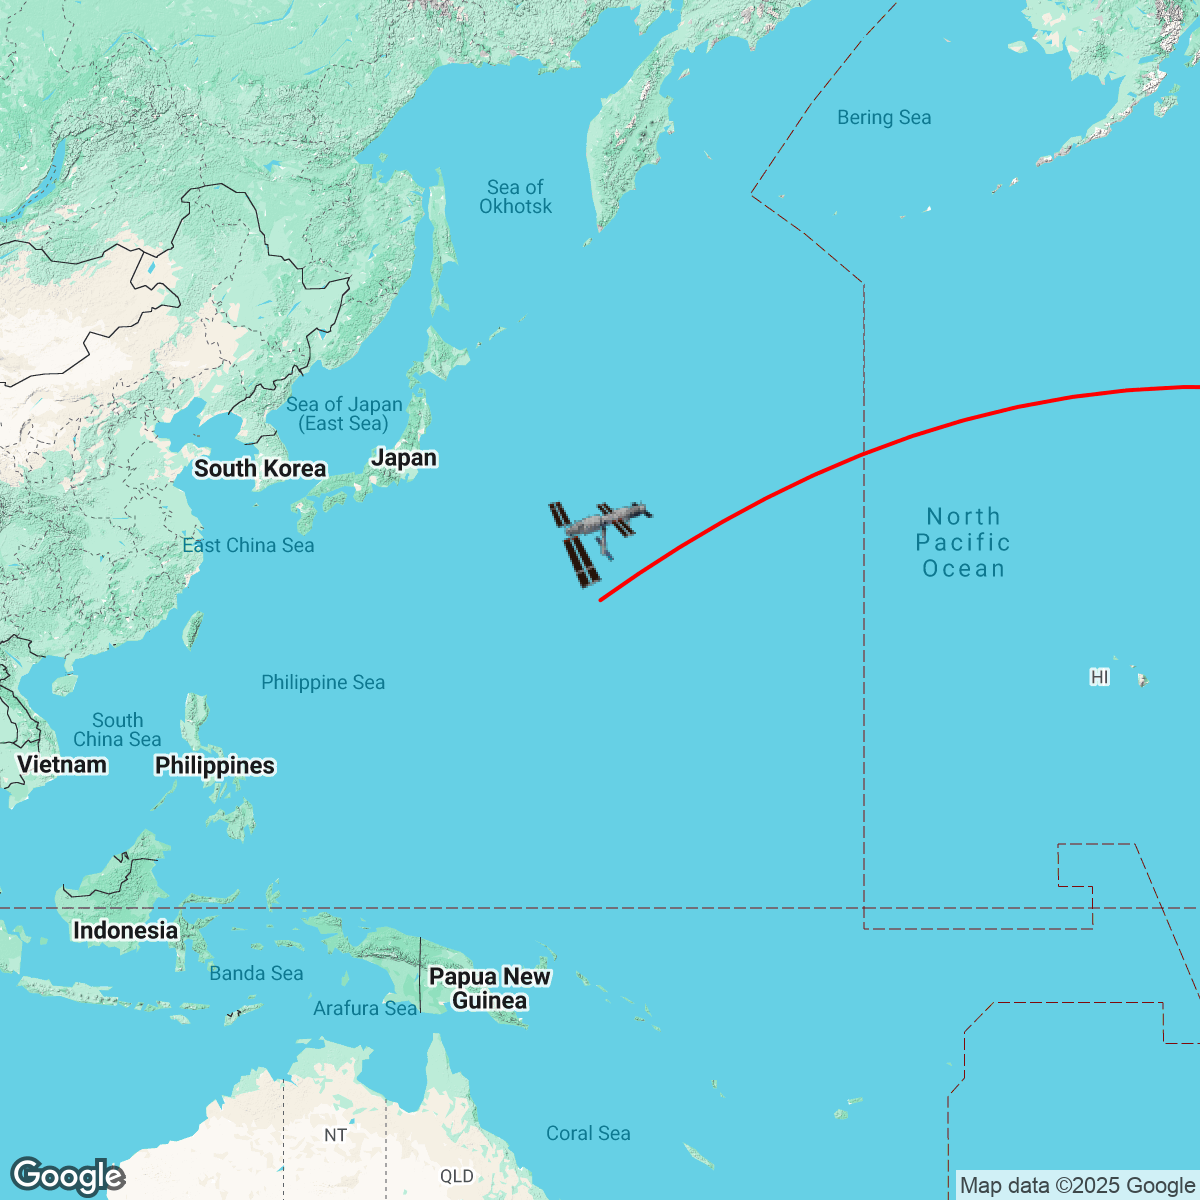 Bering Sea
Sea of
Okhotsk
Sea of Japan
(East Sea)
Japan
South Korea
North
Pacific
Ocean
East China Sea
HI
Philippine Sea
South
China Sea
Vietnam
Philippines
Indonesia
Banda Sea
Papua New
Guinea
Arafura Sea
Coral Sea
NT
QLD
Google
Map data ©2025 Google